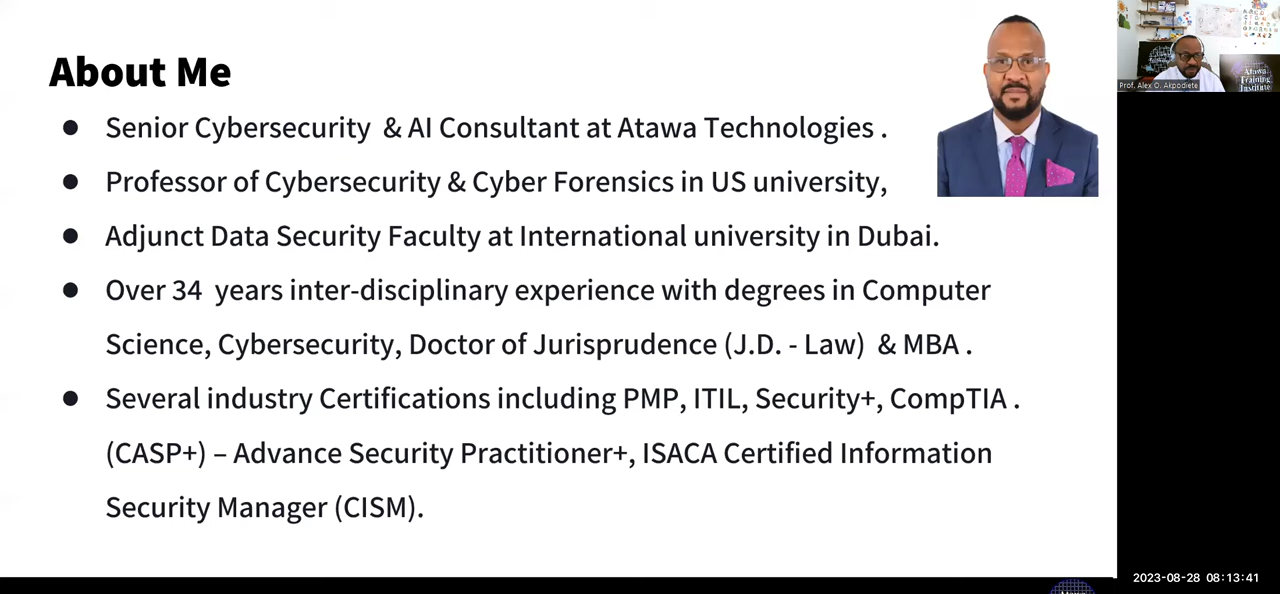 About Me
● Senior Cybersecurity & AI Consultant at Atawa Technologies .
● Professor of Cybersecurity & Cyber Forensics in US university,
● Adjunct Data Security Faculty at International university in Dubai.
● Over 34 years inter-disciplinary experience with degrees in Computer
Science, Cybersecurity, Doctor of Jurisprudence (J.D. - Law) & MBA .
● Several industry Certifications including PMP, ITIL, Security+, CompTIA .
(CASP+) – Advance Security Practitioner+, ISACA Certified Information
Security Manager (CISM).
Atawa
Training
Institute
Prof. Alex O. Akpodiete
2023-08-28 08:13:41